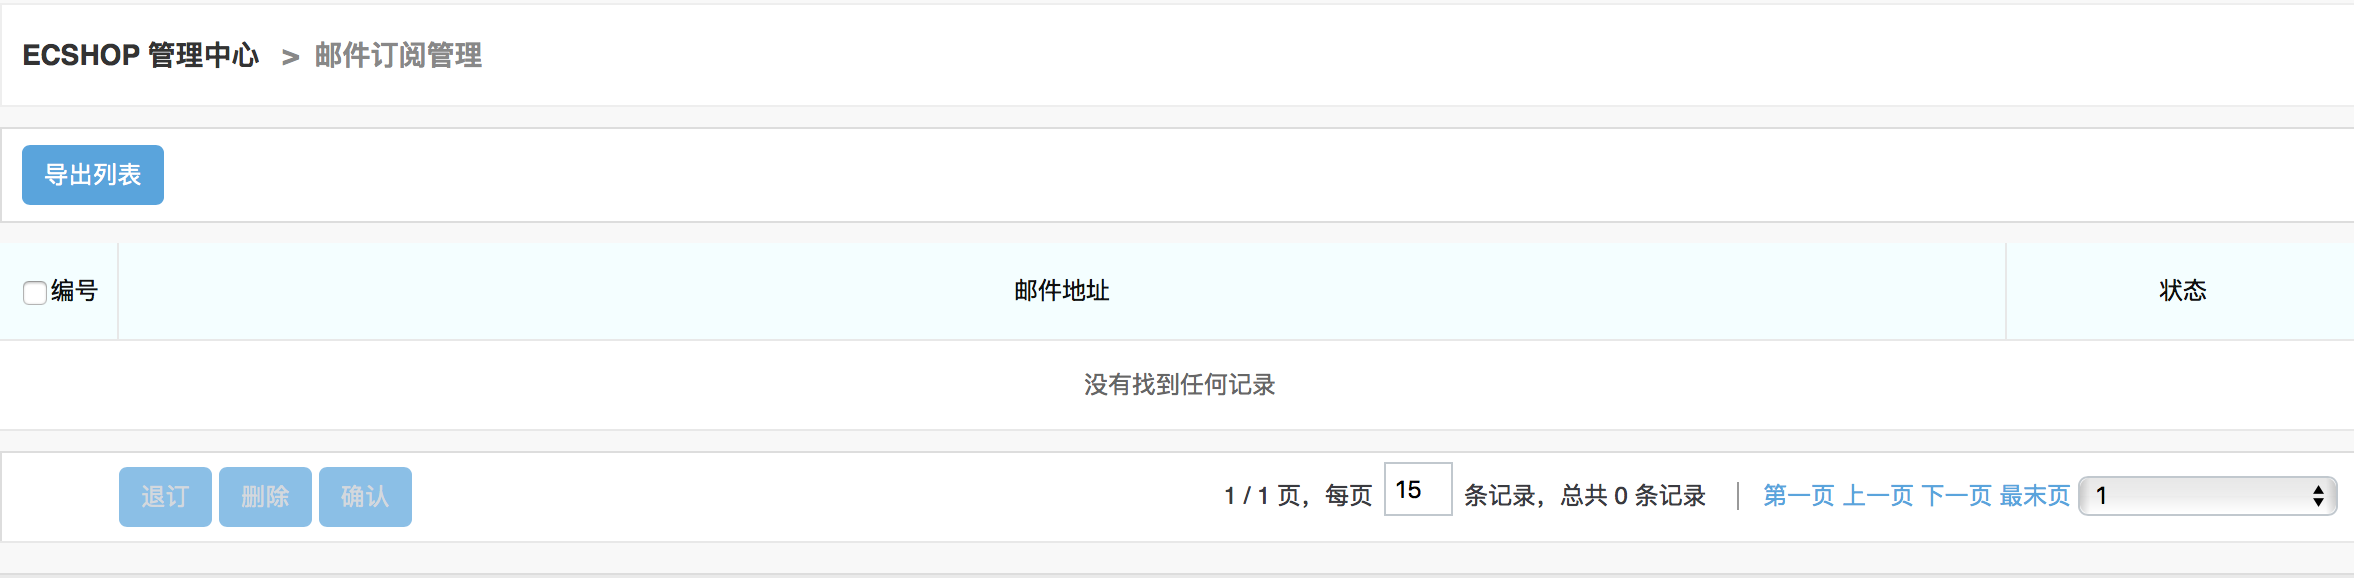 ECSHOP 管理中心 > 邮件订阅管理
导出列表
编号 邮件地址 状态
没有找到任何记录
退订 删除 确认 1 / 1 页，每页 15 条记录，总共 0 条记录 | 第一页 上一页 下一页 最末页 1